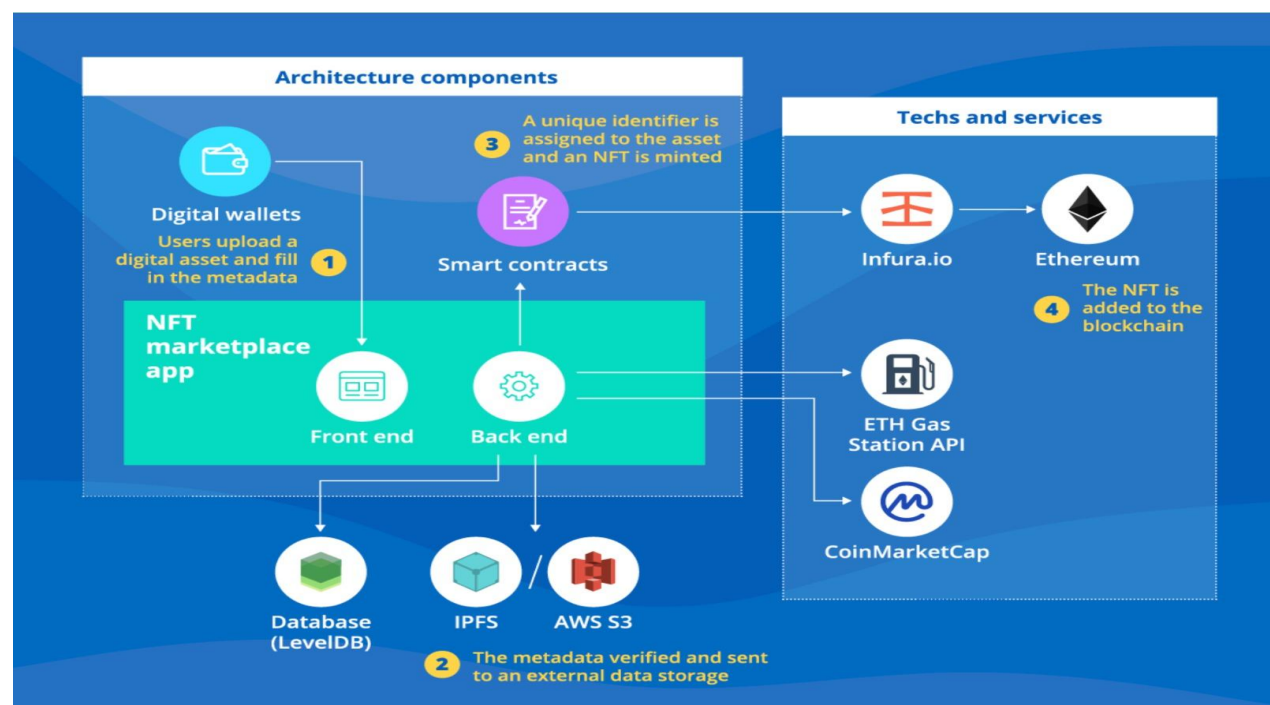 Architecture components
3
A unique identifier is
assigned to the asset
and an NFT is minted
Digital wallets
Users upload a
digital asset and fill
in the metadata
1
Smart contracts
NFT
marketplace
app
Front end
Back end
Database
(LevelDB)
IPFS
/
AWS S3
2
The metadata verified and sent
to an external data storage
Techs and services
Infura.io
Ethereum
4
The NFT is
added to the
blockchain
ETH Gas
Station API
CoinMarketCap